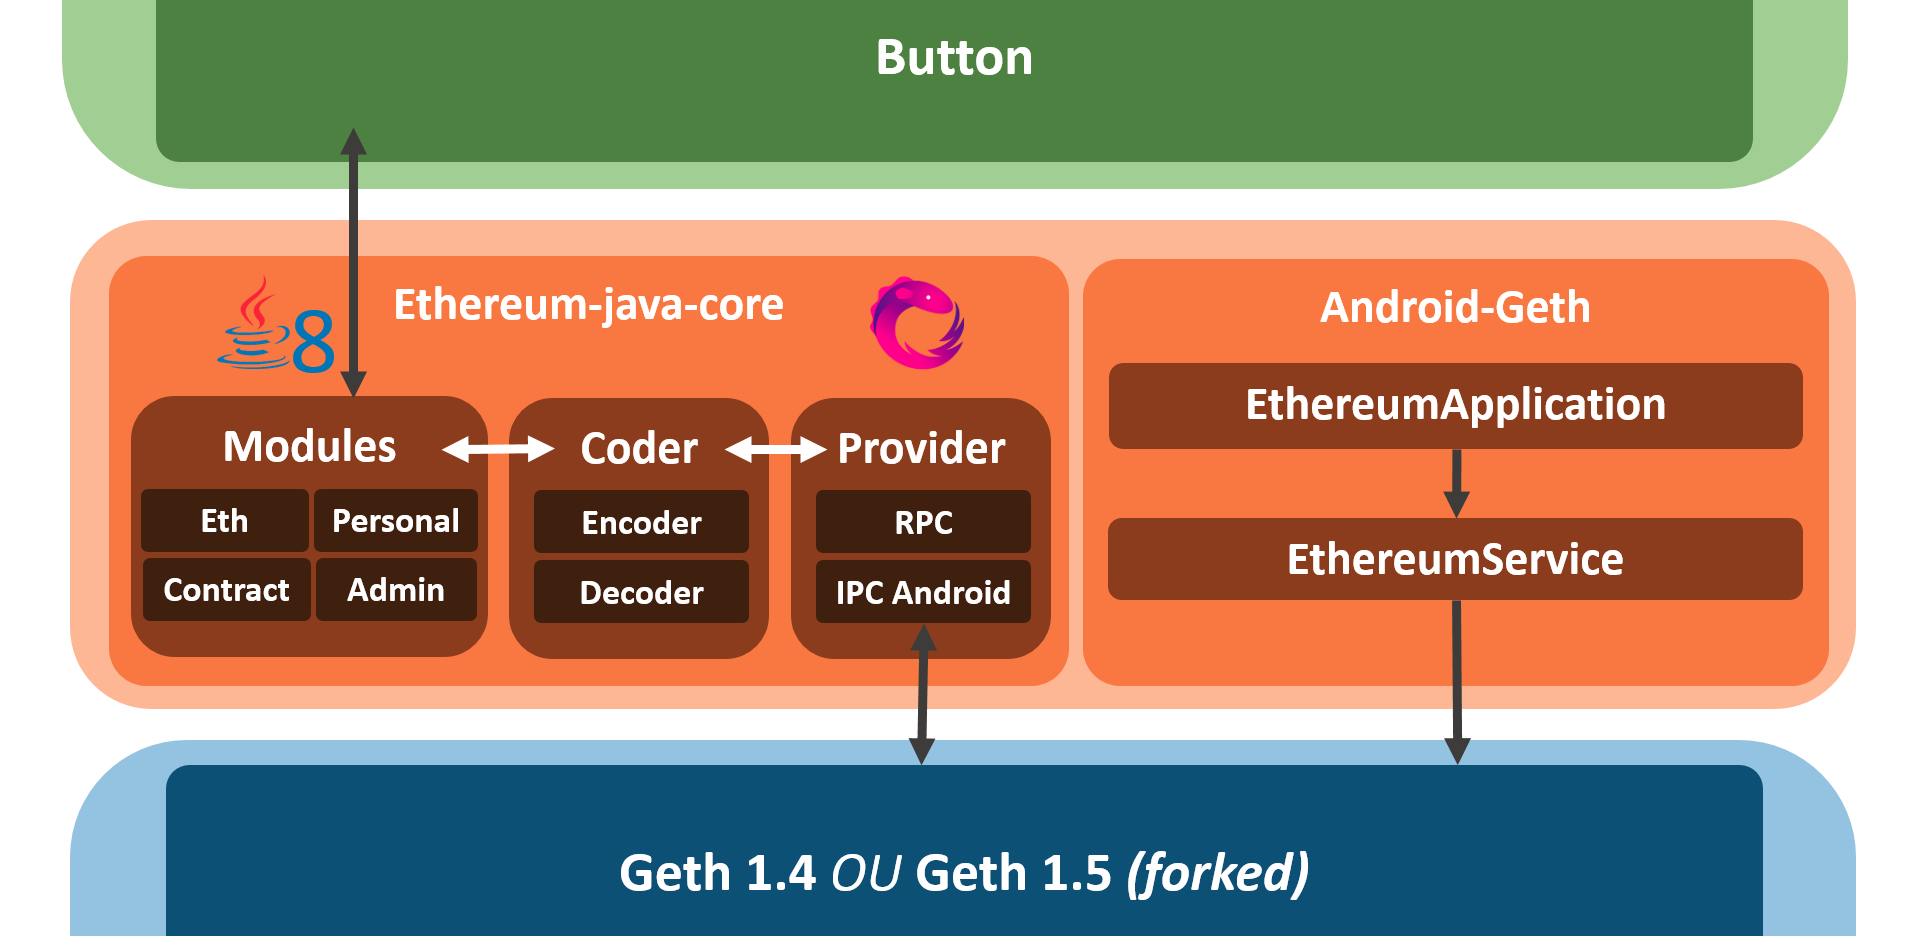 Button
Ethereum-java-core
8
Modules
Eth
Personal
Contract
Admin
Coder
Encoder
Decoder
Provider
RPC
IPC Android
Android-Geth
EthereumApplication
EthereumService
Geth 1.4 OU Geth 1.5 (forked)